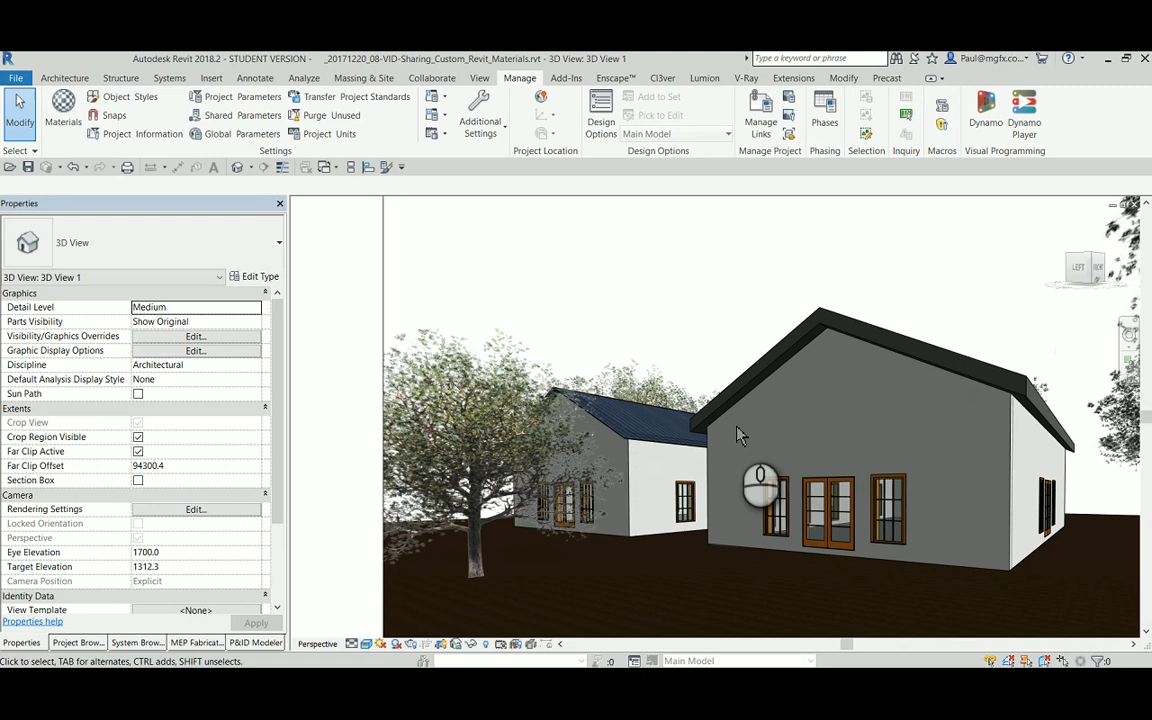 Autodesk Revit 2018.2 - STUDENT VERSION - _20171220_08-VID-Sharing_Custom_Revit_Materials.rvt - 3D View: 3D View 1
Type a keyword or phrase
Paul@mgfx.co...
File Architecture Structure Systems Insert Annotate Analyze Massing & Site Collaborate View Manage Add-Ins Enscape™ CI3ver Lumion V-Ray Extensions Modify Precast
Object Styles Project Parameters Transfer Project Standards Add to Set
Snaps Shared Parameters Purge Unused Pick to Edit
Modify Materials Additional Settings Design Options Manage Links Phases Dynamo Dynamo Player
Project Information Global Parameters Project Units Main Model
Select Settings Project Location Design Options Manage Project Phasing Selection Inquiry Macros Visual Programming
Properties
3D View
3D View: 3D View 1 Edit Type
Graphics
Detail Level Medium
Parts Visibility Show Original
Visibility/Graphics Overrides Edit...
Graphic Display Options Edit...
Discipline Architectural
Default Analysis Display Style None
Sun Path
Extents
Crop View
Crop Region Visible
Far Clip Active
Far Clip Offset 94300.4
Section Box
Camera
Rendering Settings Edit...
Locked Orientation
Perspective
Eye Elevation 1700.0
Target Elevation 1312.3
Camera Position Explicit
Identity Data
View Template <None>
Properties help Apply
Properties Project Brow... System Brow... MEP Fabricat... P&ID Modeler
Perspective
Click to select, TAB for alternates, CTRL adds, SHIFT unselects.
:0 Main Model :0
LEFT